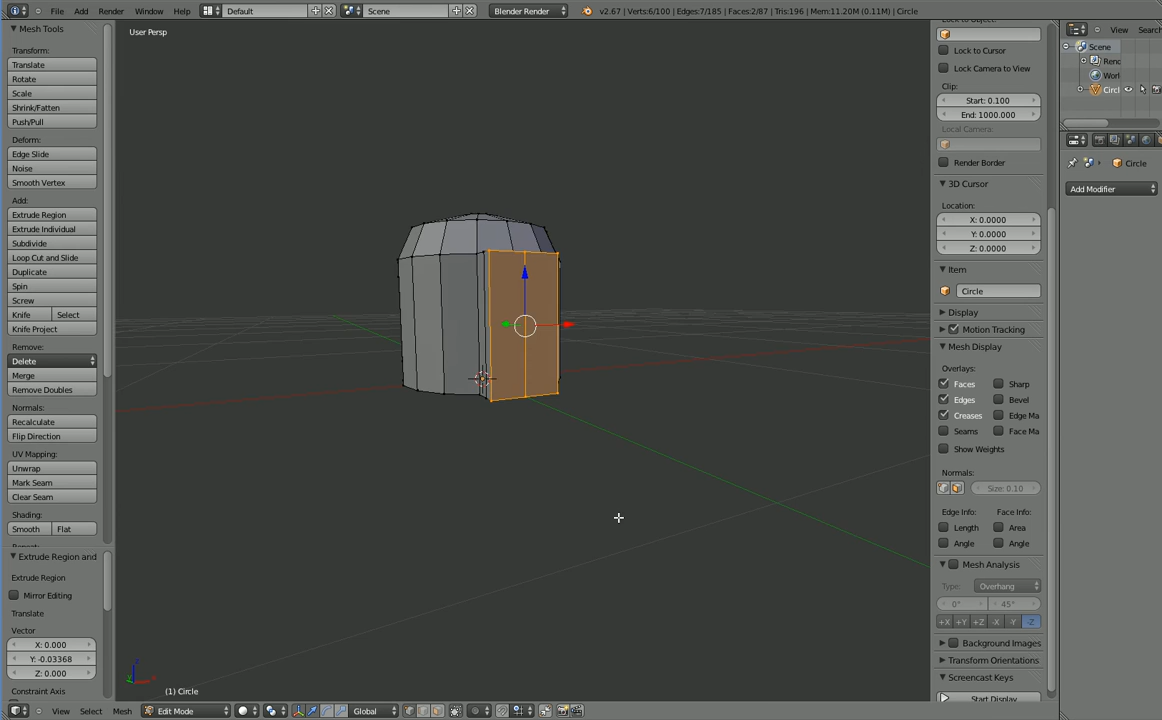 File Add Render Window Help Default Scene Blender Render v2.67 | Verts:6/100 | Edges:7/185 | Faces:2/87 | Tris:196 | Mem:11.20M (0.11M) | Circle
Mesh Tools
Transform:
Translate
Rotate
Scale
Shrink/Fatten
Push/Pull
Deform:
Edge Slide
Noise
Smooth Vertex
Add:
Extrude Region
Extrude Individual
Subdivide
Loop Cut and Slide
Duplicate
Spin
Screw
Knife Select
Knife Project
Remove:
Delete
Merge
Remove Doubles
Normals:
Recalculate
Flip Direction
UV Mapping:
Unwrap
Mark Seam
Clear Seam
Shading:
Smooth Flat
Extrude Region and
Extrude Region
Mirror Editing
Translate
Vector
X: 0.000
Y: -0.03368
Z: 0.000
Constraint Axis
User Persp
(1) Circle
View Select Mesh Edit Mode Global
Lock to Object:
Lock to Cursor
Lock Camera to View
Clip:
Start: 0.100
End: 1000.000
Local Camera:
Render Border
3D Cursor
Location:
X: 0.0000
Y: 0.0000
Z: 0.0000
Item
Circle
Display
Motion Tracking
Mesh Display
Overlays:
Faces Sharp
Edges Bevel
Creases Edge Ma
Seams Face Ma
Show Weights
Normals:
Size: 0.10
Edge Info: Face Info:
Length Area
Angle Angle
Mesh Analysis
Type: Overhang
0° 45°
+X +Y +Z -X -Y -Z
Background Images
Transform Orientations
Screencast Keys
Start Display
View Search
Scene
Rend
Worl
Circl
Circle
Add Modifier